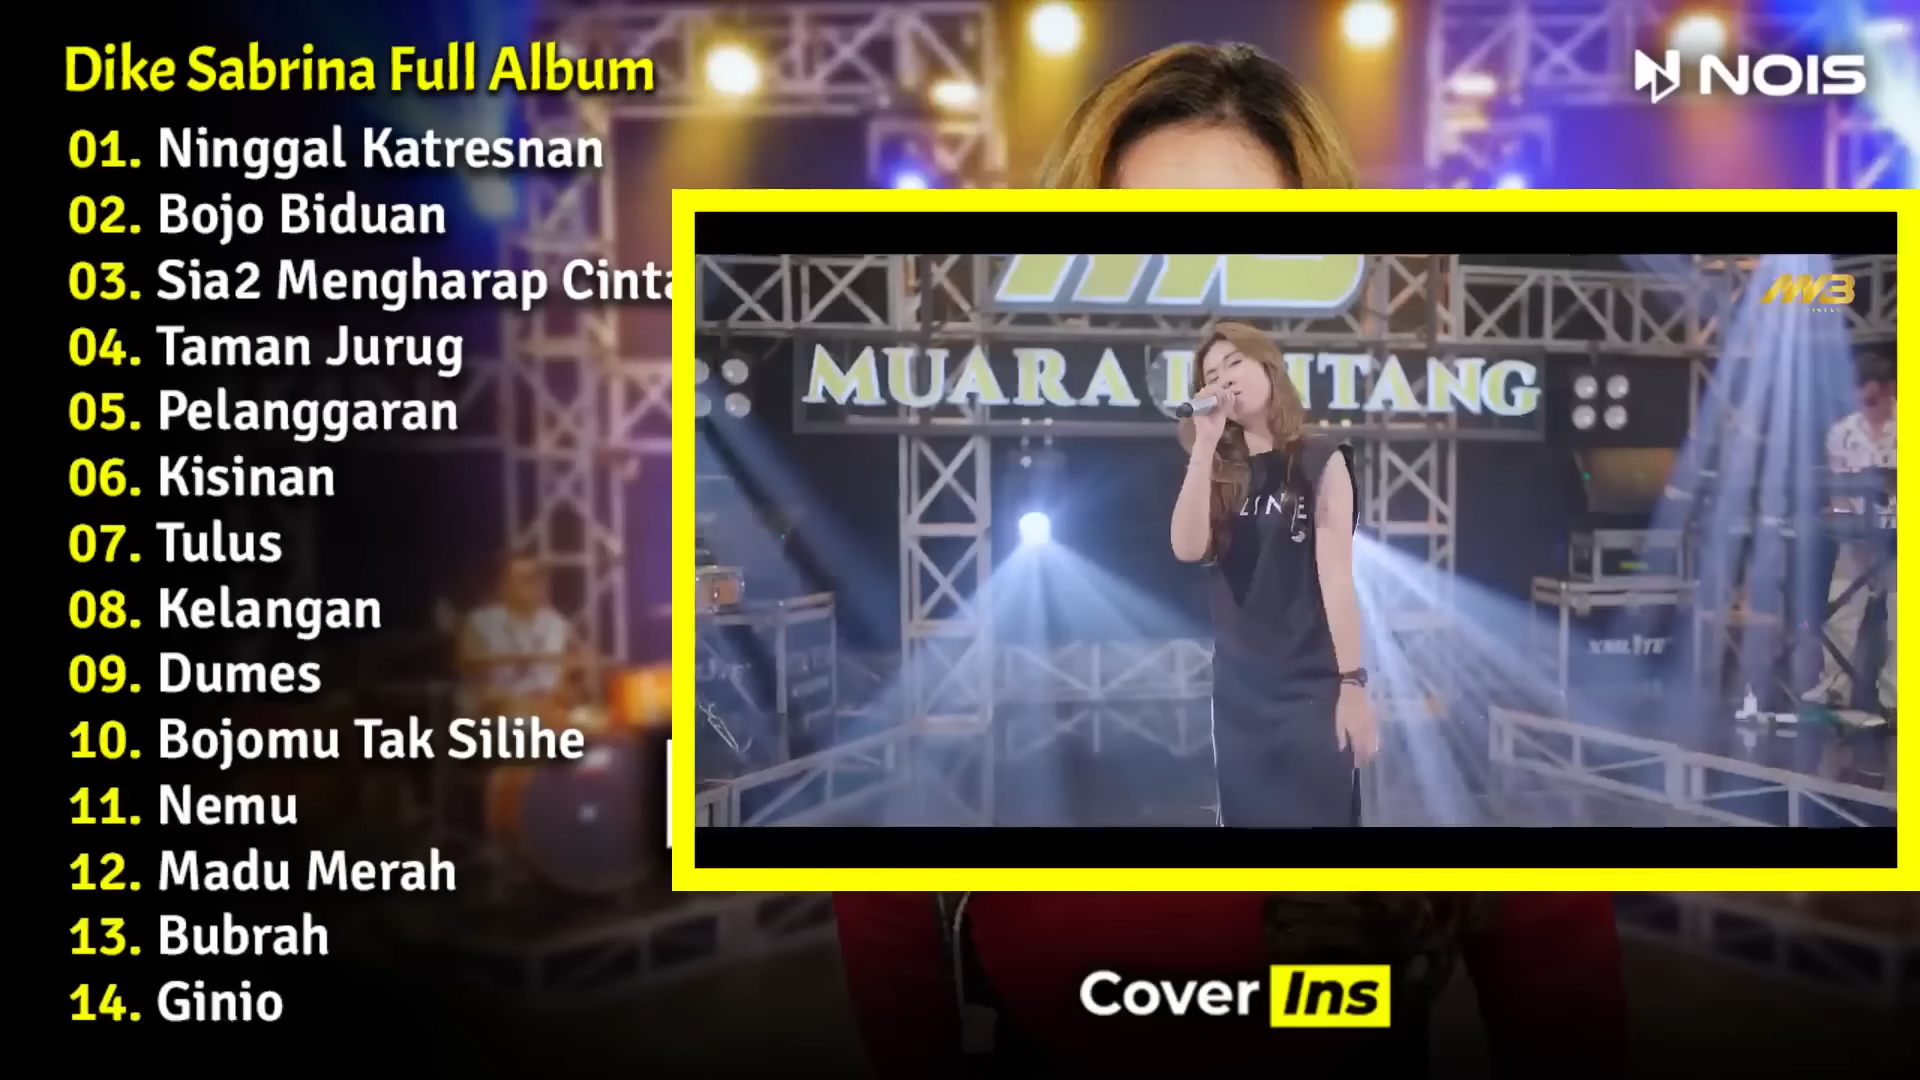 Dike Sabrina Full Album
NOIS
01. Ninggal Katresnan
02. Bojo Biduan
03. Sia2 Mengharap Cinta
04. Taman Jurug
05. Pelanggaran
06. Kisinan
07. Tulus
08. Kelangan
09. Dumes
10. Bojomu Tak Silihe
11. Nemu
12. Madu Merah
13. Bubrah
14. Ginio
MUARA
Cover Ins